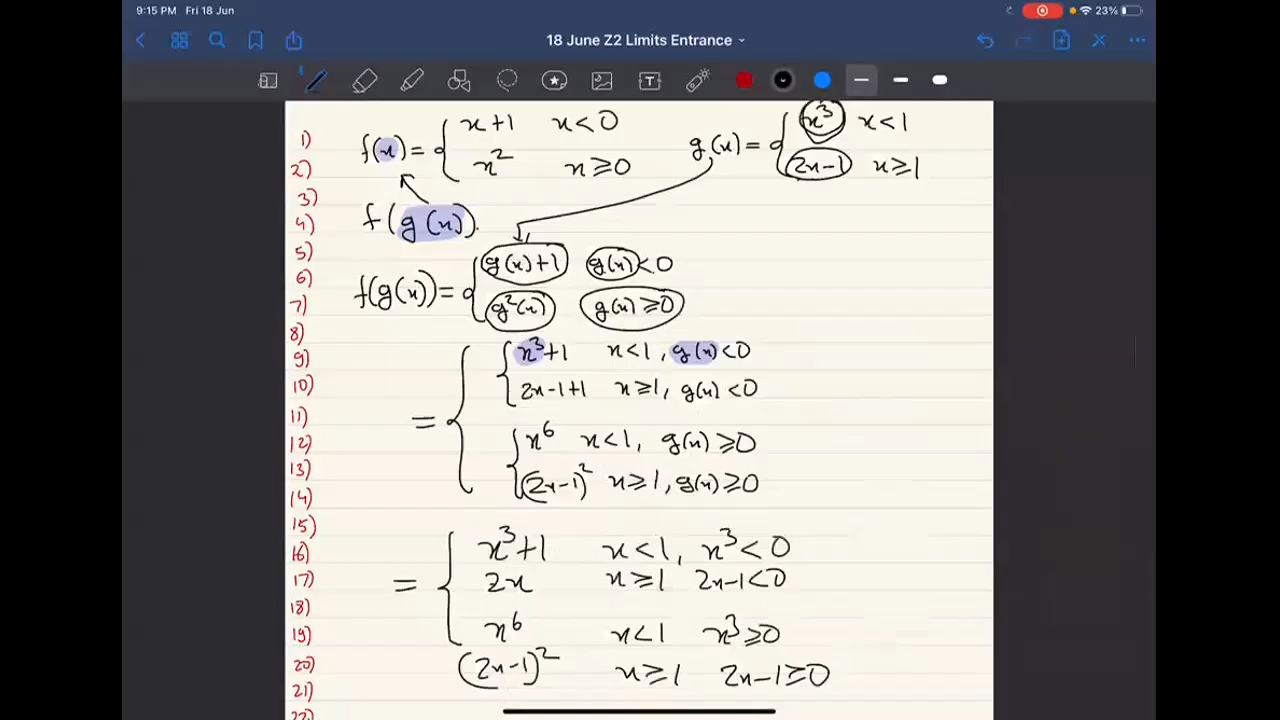 9:15 PM Fri 18 Jun 23%
18 June Z2 Limits Entrance
1) f(x) = { x+1 x<0 g(x) = { x³ x<1
2) x² x≥0 2x-1 x≥1
3)
4) f(g(x)).
5) g(x)+1 g(x)<0
6) f(g(x)) = {
7) g²(x) g(x)≥0
8)
9) x³+1 x<1, g(x)<0
10) 2x-1+1 x≥1, g(x)<0
11) =
12) x⁶ x<1, g(x)≥0
13) (2x-1)² x≥1, g(x)≥0
14)
15)
16) x³+1 x<1, x³<0
17) = 2x x≥1 2x-1<0
18)
19) x⁶ x<1 x³≥0
20) (2x-1)² x≥1 2x-1≥0
21)